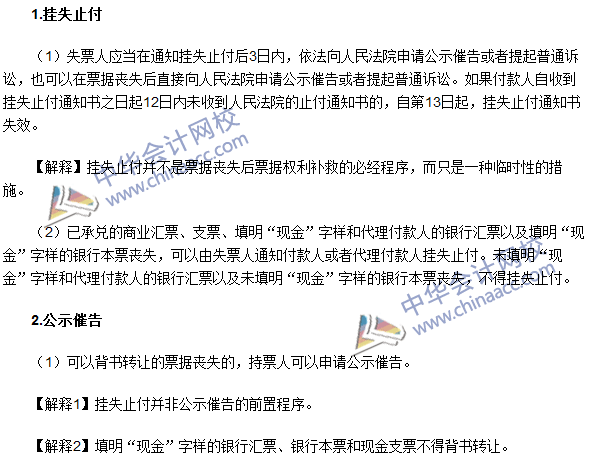 1.挂失止付
（1）失票人应当在通知挂失止付后3日内，依法向人民法院申请公示催告或者提起普通诉
讼，也可以在票据丧失后直接向人民法院申请公示催告或者提起普通诉讼。如果付款人自收到
挂失止付通知书之日起12日内未收到人民法院的止付通知书的，自第13日起，挂失止付通知书
失效。
【解释】挂失止付并不是票据丧失后票据权利补救的必经程序，而只是一种临时性的措
施。
中华会计网校
www.chinaacc.com
（2）已承兑的商业汇票、支票、填明“现金”字样和代理付款人的银行汇票以及填明“现
金”字样的银行本票丧失，可以由失票人通知付款人或者代理付款人挂失止付。未填明“现
金”字样和代理付款人的银行汇票以及未填明“现金”字样的银行本票丧失，不得挂失止付。
中华会计网校
www.chinaacc.com
2.公示催告
（1）可以背书转让的票据丧失的，持票人可以申请公示催告。
【解释1】挂失止付并非公示催告的前置程序。
【解释2】填明“现金”字样的银行汇票、银行本票和现金支票不得背书转让。